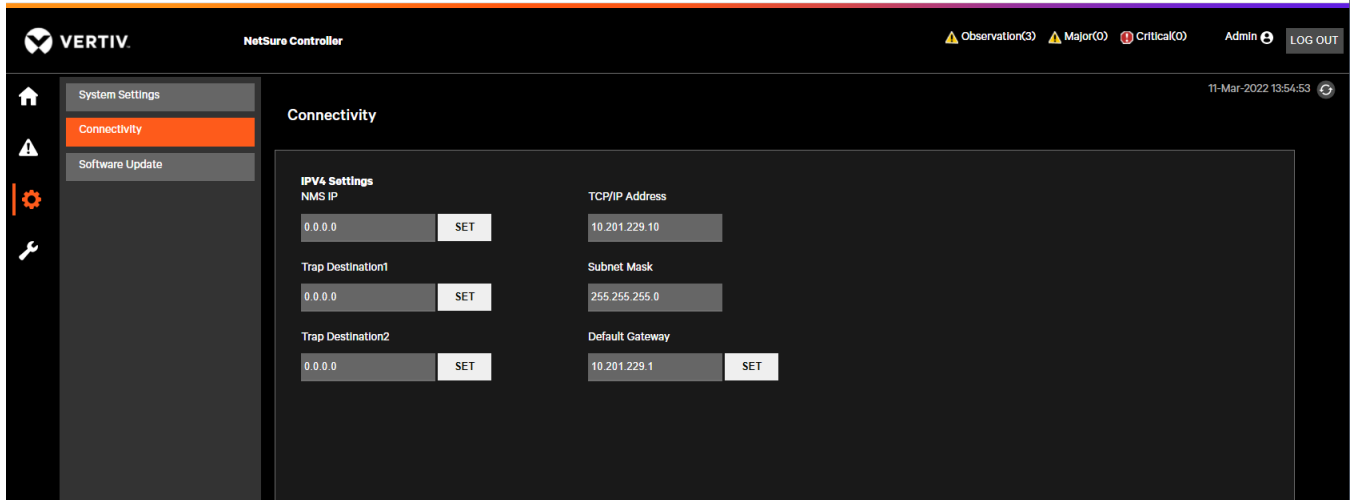 VERTIV.
NetSure Controller
Observation(3) Major(0) Critical(0) Admin LOG OUT
11-Mar-2022 13:54:53
System Settings
Connectivity
Software Update
Connectivity
IPV4 Settings
NMS IP TCP/IP Address
0.0.0.0 SET 10.201.229.10
Trap Destination1 Subnet Mask
0.0.0.0 SET 255.255.255.0
Trap Destination2 Default Gateway
0.0.0.0 SET 10.201.229.1 SET